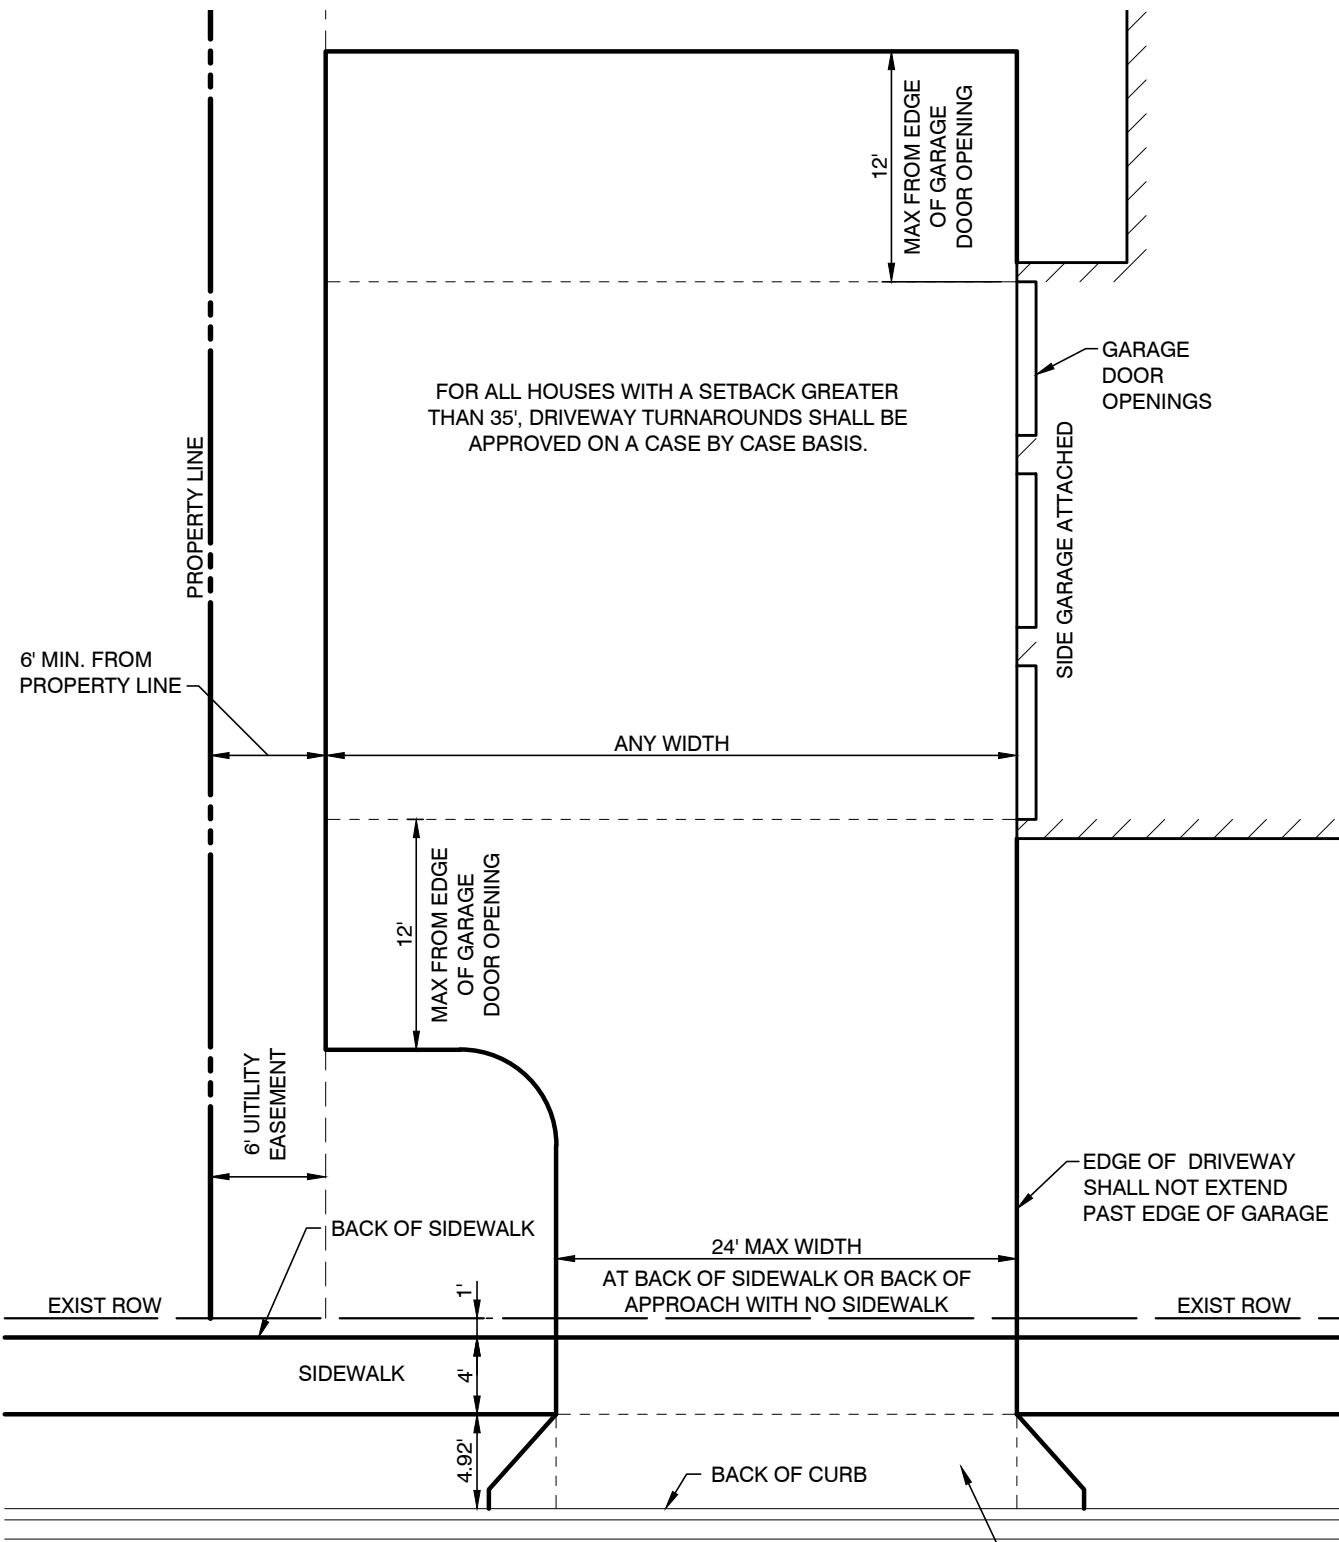 12'
MAX FROM EDGE
OF GARAGE
DOOR OPENING
GARAGE
DOOR
OPENINGS
FOR ALL HOUSES WITH A SETBACK GREATER
THAN 35', DRIVEWAY TURNAROUNDS SHALL BE
APPROVED ON A CASE BY CASE BASIS.
PROPERTY LINE
SIDE GARAGE ATTACHED
6' MIN. FROM
PROPERTY LINE
ANY WIDTH
12'
MAX FROM EDGE
OF GARAGE
DOOR OPENING
6' UITILITY
EASEMENT
EDGE OF DRIVEWAY
SHALL NOT EXTEND
PAST EDGE OF GARAGE
BACK OF SIDEWALK
24' MAX WIDTH
AT BACK OF SIDEWALK OR BACK OF
APPROACH WITH NO SIDEWALK
1'
EXIST ROW
EXIST ROW
SIDEWALK
4'
4.92'
BACK OF CURB